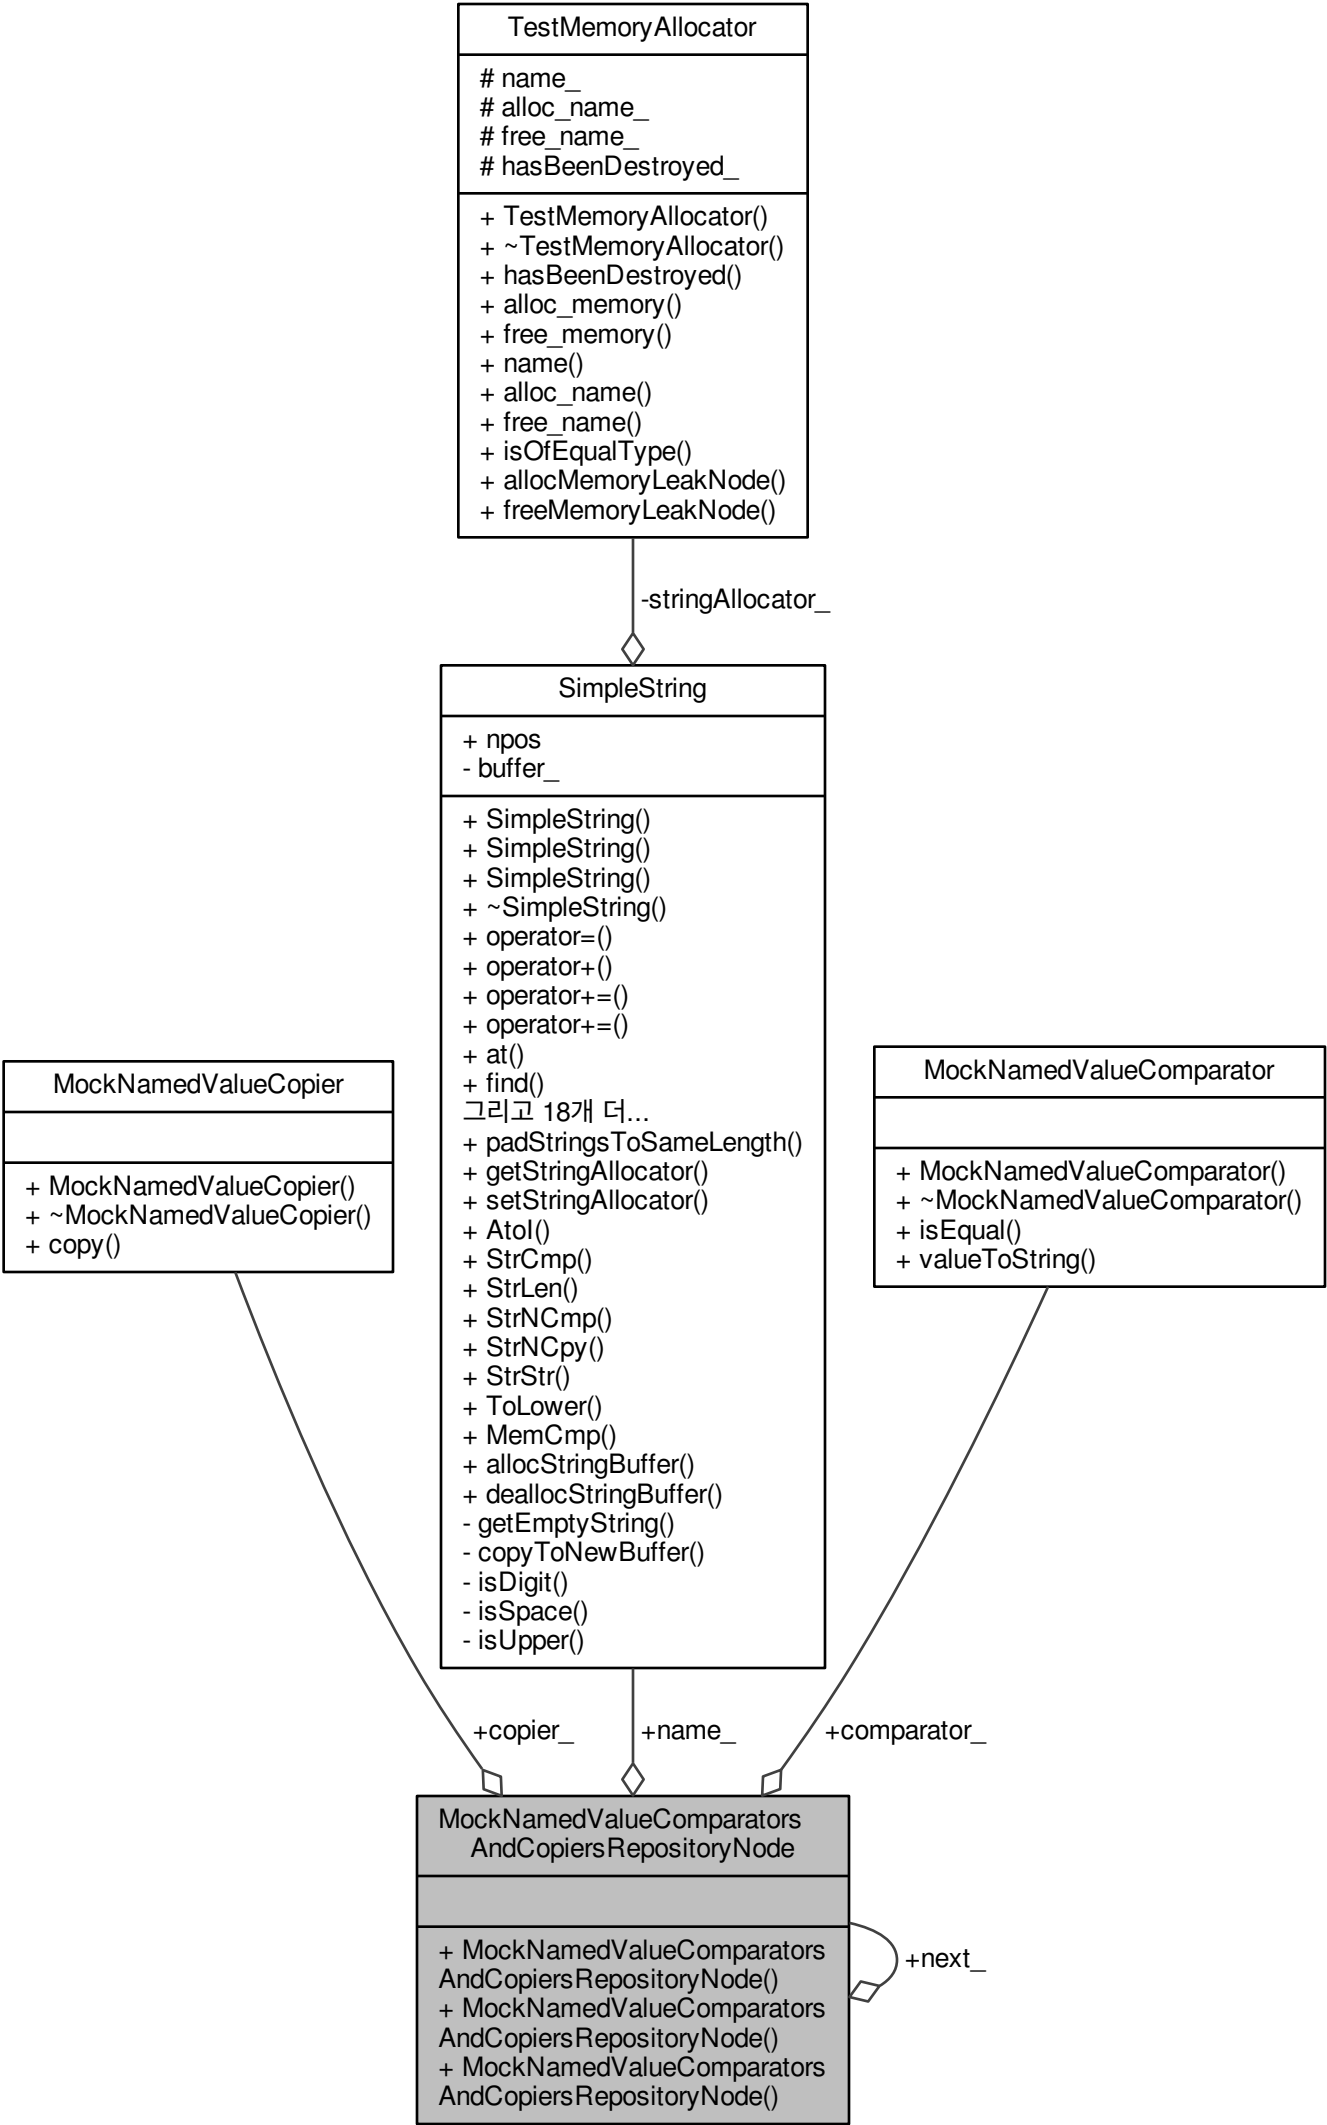 TestMemoryAllocator
# name_
# alloc_name_
# free_name_
# hasBeenDestroyed_
+ TestMemoryAllocator()
+ ~TestMemoryAllocator()
+ hasBeenDestroyed()
+ alloc_memory()
+ free_memory()
+ name()
+ alloc_name()
+ free_name()
+ isOfEqualType()
+ allocMemoryLeakNode()
+ freeMemoryLeakNode()
-stringAllocator_
SimpleString
+ npos
- buffer_
+ SimpleString()
+ SimpleString()
+ SimpleString()
+ ~SimpleString()
+ operator=()
+ operator+()
+ operator+=()
+ operator+=()
+ at()
+ find()
그리고 18개 더...
+ padStringsToSameLength()
+ getStringAllocator()
+ setStringAllocator()
+ AtoI()
+ StrCmp()
+ StrLen()
+ StrNCmp()
+ StrNCpy()
+ StrStr()
+ ToLower()
+ MemCmp()
+ allocStringBuffer()
+ deallocStringBuffer()
- getEmptyString()
- copyToNewBuffer()
- isDigit()
- isSpace()
- isUpper()
MockNamedValueCopier
+ MockNamedValueCopier()
+ ~MockNamedValueCopier()
+ copy()
MockNamedValueComparator
+ MockNamedValueComparator()
+ ~MockNamedValueComparator()
+ isEqual()
+ valueToString()
+copier_
+name_
+comparator_
MockNamedValueComparators
AndCopiersRepositoryNode
+ MockNamedValueComparators
AndCopiersRepositoryNode()
+ MockNamedValueComparators
AndCopiersRepositoryNode()
+ MockNamedValueComparators
AndCopiersRepositoryNode()
+next_